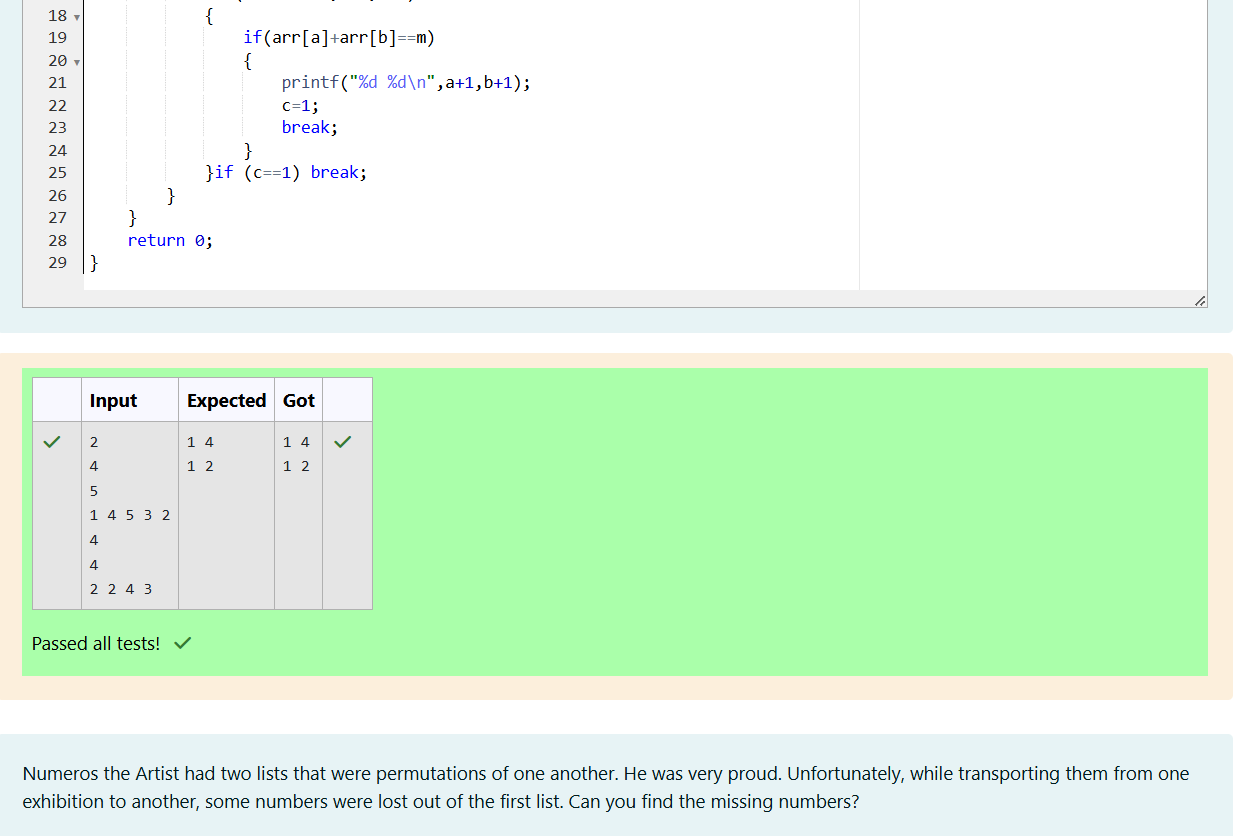 18 {
19 if(arr[a]+arr[b]==m)
20 {
21 printf("%d %d\n",a+1,b+1);
22 c=1;
23 break;
24 }
25 }if (c==1) break;
26 }
27 }
28 return 0;
29 }
Input Expected Got
2 1 4 1 4
4 1 2 1 2
5
1 4 5 3 2
4
4
2 2 4 3
Passed all tests!
Numeros the Artist had two lists that were permutations of one another. He was very proud. Unfortunately, while transporting them from one
exhibition to another, some numbers were lost out of the first list. Can you find the missing numbers?